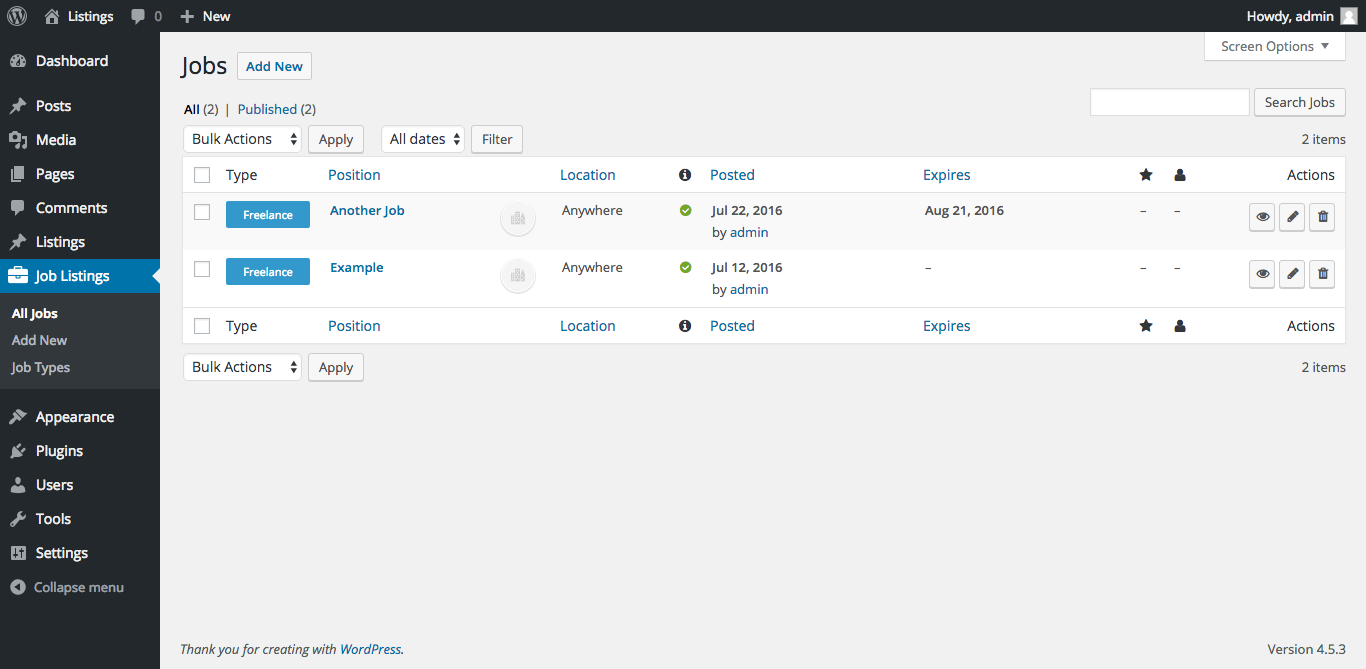 Listings 0 New Howdy, admin
Screen Options
Dashboard
Posts
Media
Pages
Comments
Listings
Job Listings
All Jobs
Add New
Job Types
Appearance
Plugins
Users
Tools
Settings
Collapse menu
Jobs Add New
All (2) | Published (2) Search Jobs
Bulk Actions Apply All dates Filter 2 items
Type Position Location Posted Expires Actions
Freelance Another Job Anywhere Jul 22, 2016 Aug 21, 2016 – –
by admin
Freelance Example Anywhere Jul 12, 2016 – – –
by admin
Type Position Location Posted Expires Actions
Bulk Actions Apply 2 items
Thank you for creating with WordPress. Version 4.5.3